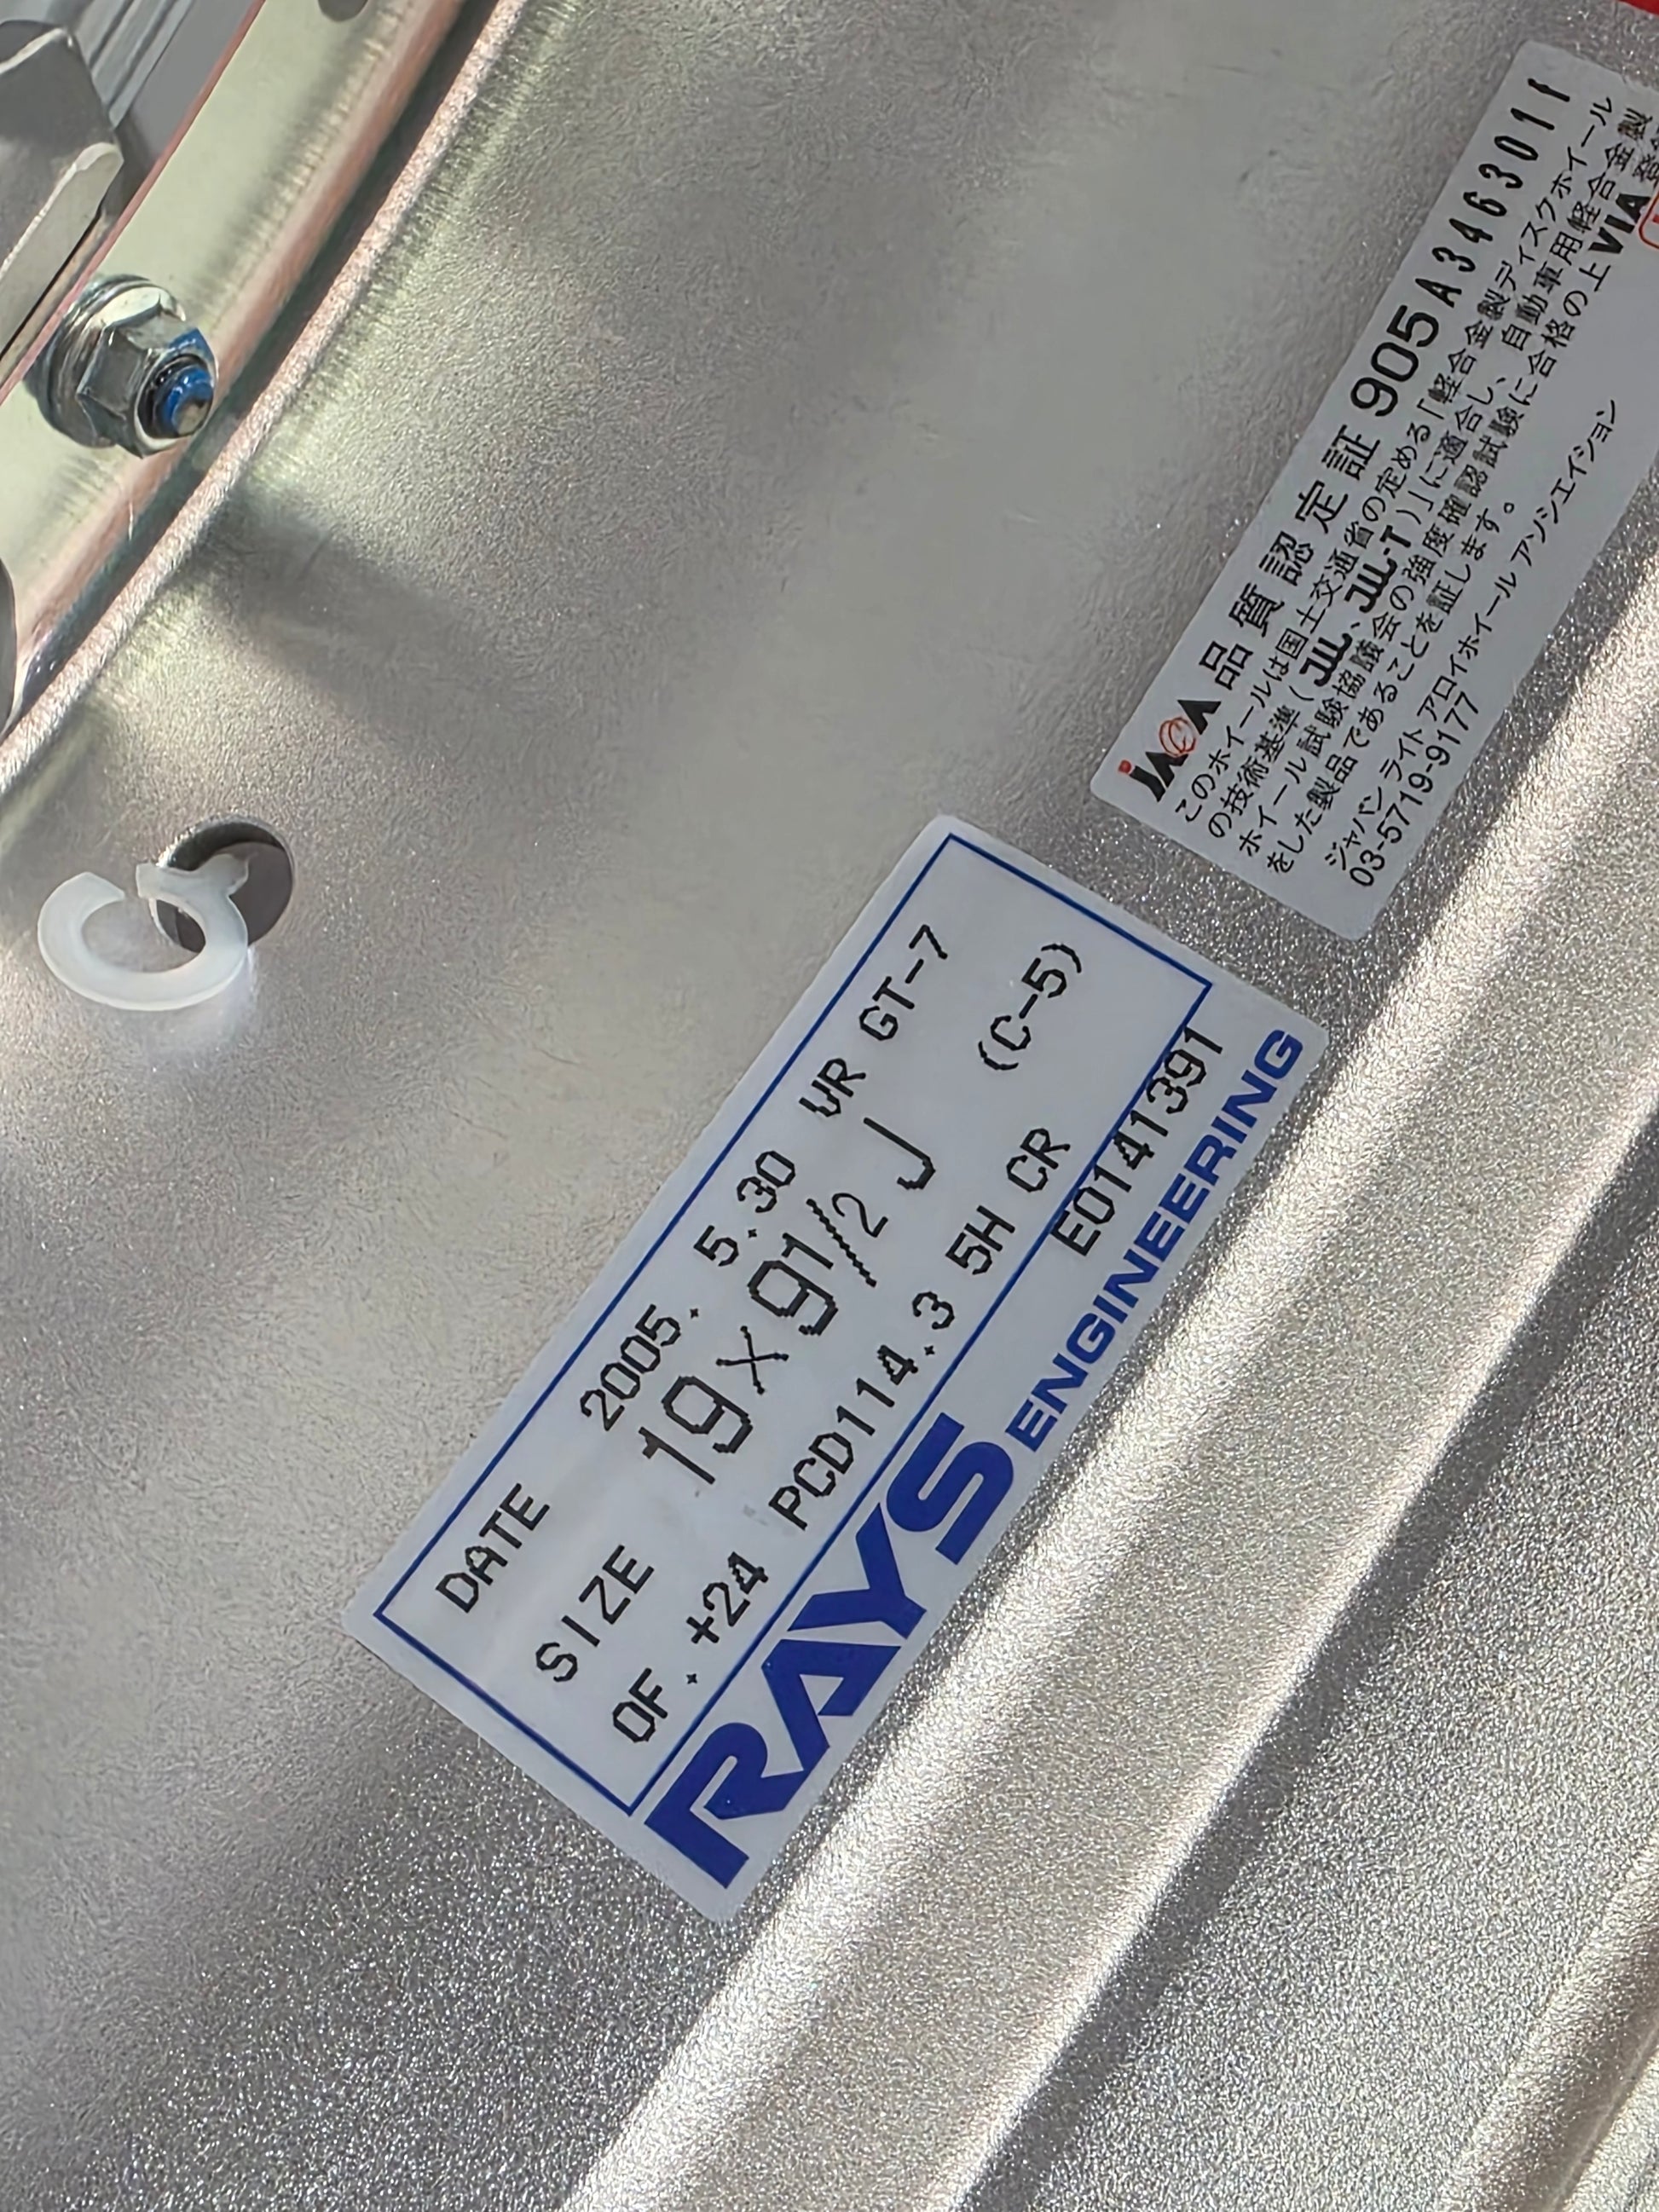 DATE 2005. 5.30 VR GT-7
SIZE 19×9 1/2 J (C-5)
OF.+24 PCD114.3 5H CR
E0141391
RAYS ENGINEERING
JAWA 品質認定証 905A3463011
このホイールは国土交通省の定める「軽合金製ディスクホイール
の技術基準(JWL、JWL-T)」に適合し、自動車用軽合金製
ホイール試験協議会の強度確認試験に合格の上VIA登
をした製品であることを証します。
ジャパン ライト アロイホイール アソシエイション
03-5719-9177